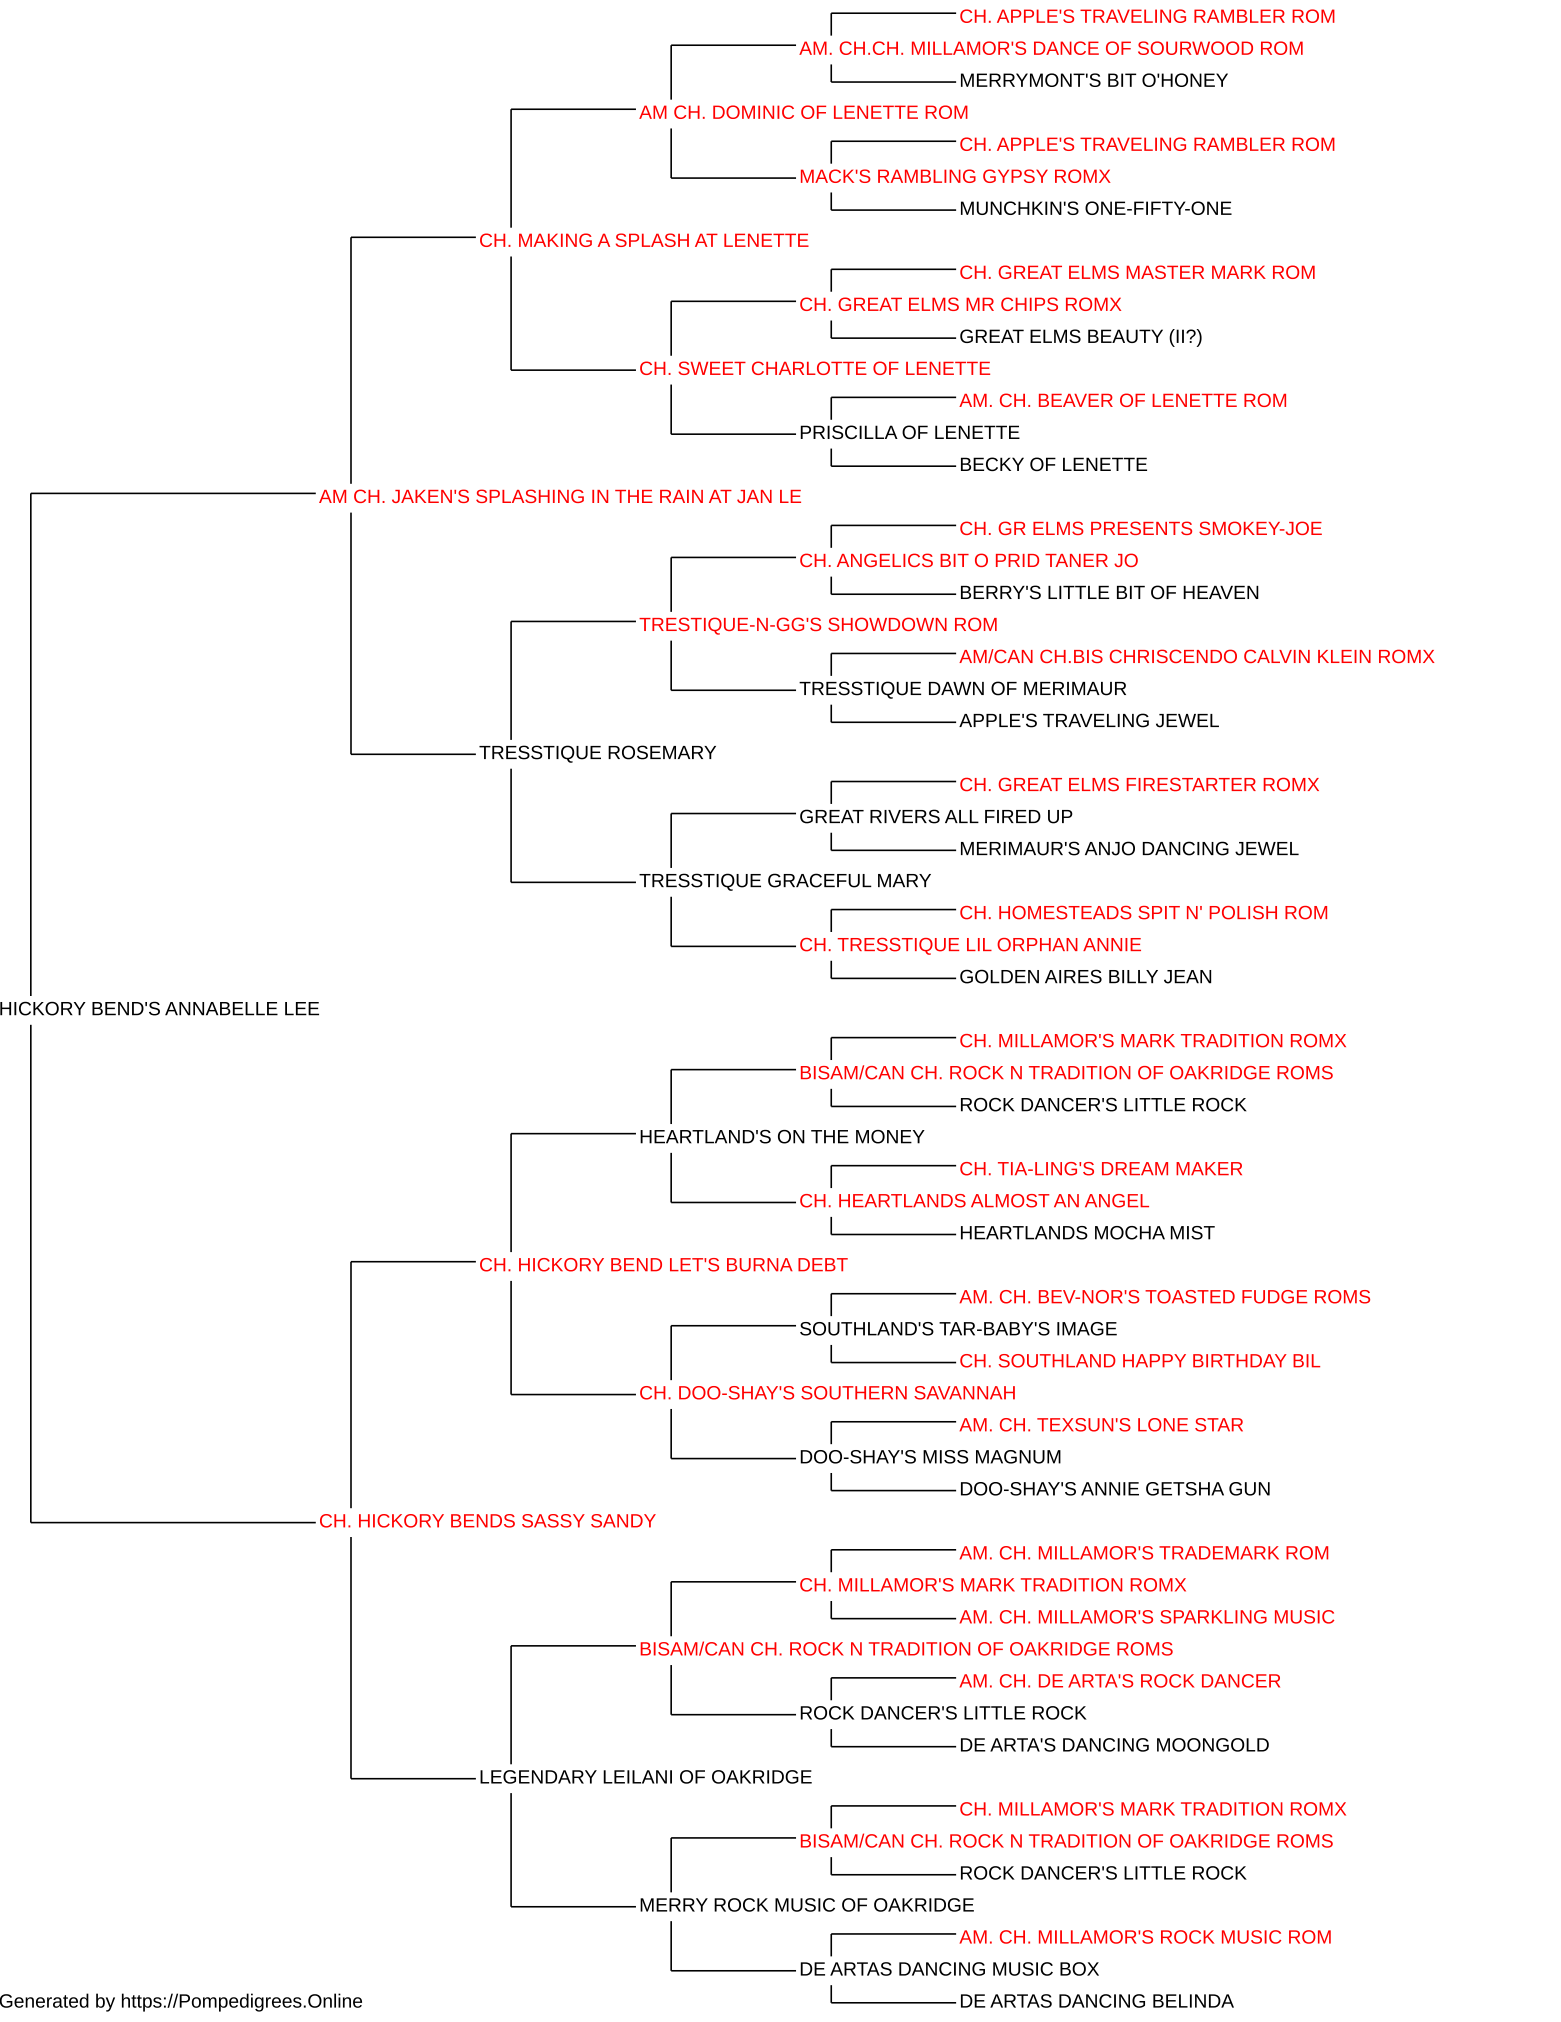 CH. APPLE'S TRAVELING RAMBLER ROM
AM. CH.CH. MILLAMOR'S DANCE OF SOURWOOD ROM
MERRYMONT'S BIT O'HONEY
AM CH. DOMINIC OF LENETTE ROM
CH. APPLE'S TRAVELING RAMBLER ROM
MACK'S RAMBLING GYPSY ROMX
MUNCHKIN'S ONE-FIFTY-ONE
CH. MAKING A SPLASH AT LENETTE
CH. GREAT ELMS MASTER MARK ROM
CH. GREAT ELMS MR CHIPS ROMX
GREAT ELMS BEAUTY (II?)
CH. SWEET CHARLOTTE OF LENETTE
AM. CH. BEAVER OF LENETTE ROM
PRISCILLA OF LENETTE
BECKY OF LENETTE
AM CH. JAKEN'S SPLASHING IN THE RAIN AT JAN LE
CH. GR ELMS PRESENTS SMOKEY-JOE
CH. ANGELICS BIT O PRID TANER JO
BERRY'S LITTLE BIT OF HEAVEN
TRESTIQUE-N-GG'S SHOWDOWN ROM
AM/CAN CH.BIS CHRISCENDO CALVIN KLEIN ROMX
TRESSTIQUE DAWN OF MERIMAUR
APPLE'S TRAVELING JEWEL
TRESSTIQUE ROSEMARY
CH. GREAT ELMS FIRESTARTER ROMX
GREAT RIVERS ALL FIRED UP
MERIMAUR'S ANJO DANCING JEWEL
TRESSTIQUE GRACEFUL MARY
CH. HOMESTEADS SPIT N' POLISH ROM
CH. TRESSTIQUE LIL ORPHAN ANNIE
GOLDEN AIRES BILLY JEAN
HICKORY BEND'S ANNABELLE LEE
CH. MILLAMOR'S MARK TRADITION ROMX
BISAM/CAN CH. ROCK N TRADITION OF OAKRIDGE ROMS
ROCK DANCER'S LITTLE ROCK
HEARTLAND'S ON THE MONEY
CH. TIA-LING'S DREAM MAKER
CH. HEARTLANDS ALMOST AN ANGEL
HEARTLANDS MOCHA MIST
CH. HICKORY BEND LET'S BURNA DEBT
AM. CH. BEV-NOR'S TOASTED FUDGE ROMS
SOUTHLAND'S TAR-BABY'S IMAGE
CH. SOUTHLAND HAPPY BIRTHDAY BIL
CH. DOO-SHAY'S SOUTHERN SAVANNAH
AM. CH. TEXSUN'S LONE STAR
DOO-SHAY'S MISS MAGNUM
DOO-SHAY'S ANNIE GETSHA GUN
CH. HICKORY BENDS SASSY SANDY
AM. CH. MILLAMOR'S TRADEMARK ROM
CH. MILLAMOR'S MARK TRADITION ROMX
AM. CH. MILLAMOR'S SPARKLING MUSIC
BISAM/CAN CH. ROCK N TRADITION OF OAKRIDGE ROMS
AM. CH. DE ARTA'S ROCK DANCER
ROCK DANCER'S LITTLE ROCK
DE ARTA'S DANCING MOONGOLD
LEGENDARY LEILANI OF OAKRIDGE
CH. MILLAMOR'S MARK TRADITION ROMX
BISAM/CAN CH. ROCK N TRADITION OF OAKRIDGE ROMS
ROCK DANCER'S LITTLE ROCK
MERRY ROCK MUSIC OF OAKRIDGE
AM. CH. MILLAMOR'S ROCK MUSIC ROM
DE ARTAS DANCING MUSIC BOX
DE ARTAS DANCING BELINDA
Generated by https://Pompedigrees.Online